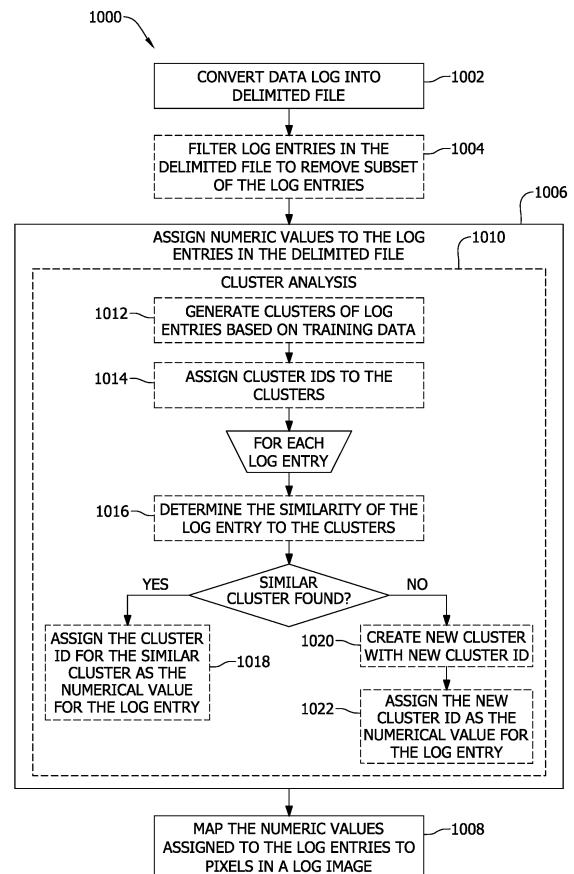 1000
CONVERT DATA LOG INTO
DELIMITED FILE
1002
FILTER LOG ENTRIES IN THE
DELIMITED FILE TO REMOVE SUBSET
OF THE LOG ENTRIES
1004
1006
ASSIGN NUMERIC VALUES TO THE LOG
ENTRIES IN THE DELIMITED FILE
1010
CLUSTER ANALYSIS
1012
GENERATE CLUSTERS OF LOG
ENTRIES BASED ON TRAINING DATA
1014
ASSIGN CLUSTER IDS TO THE
CLUSTERS
FOR EACH
LOG ENTRY
1016
DETERMINE THE SIMILARITY OF THE
LOG ENTRY TO THE CLUSTERS
SIMILAR
CLUSTER FOUND?
YES
NO
ASSIGN THE CLUSTER
ID FOR THE SIMILAR
CLUSTER AS THE
NUMERICAL VALUE
FOR THE LOG ENTRY
1018
1020
CREATE NEW CLUSTER
WITH NEW CLUSTER ID
1022
ASSIGN THE NEW
CLUSTER ID AS THE
NUMERICAL VALUE FOR
THE LOG ENTRY
MAP THE NUMERIC VALUES
ASSIGNED TO THE LOG ENTRIES TO
PIXELS IN A LOG IMAGE
1008